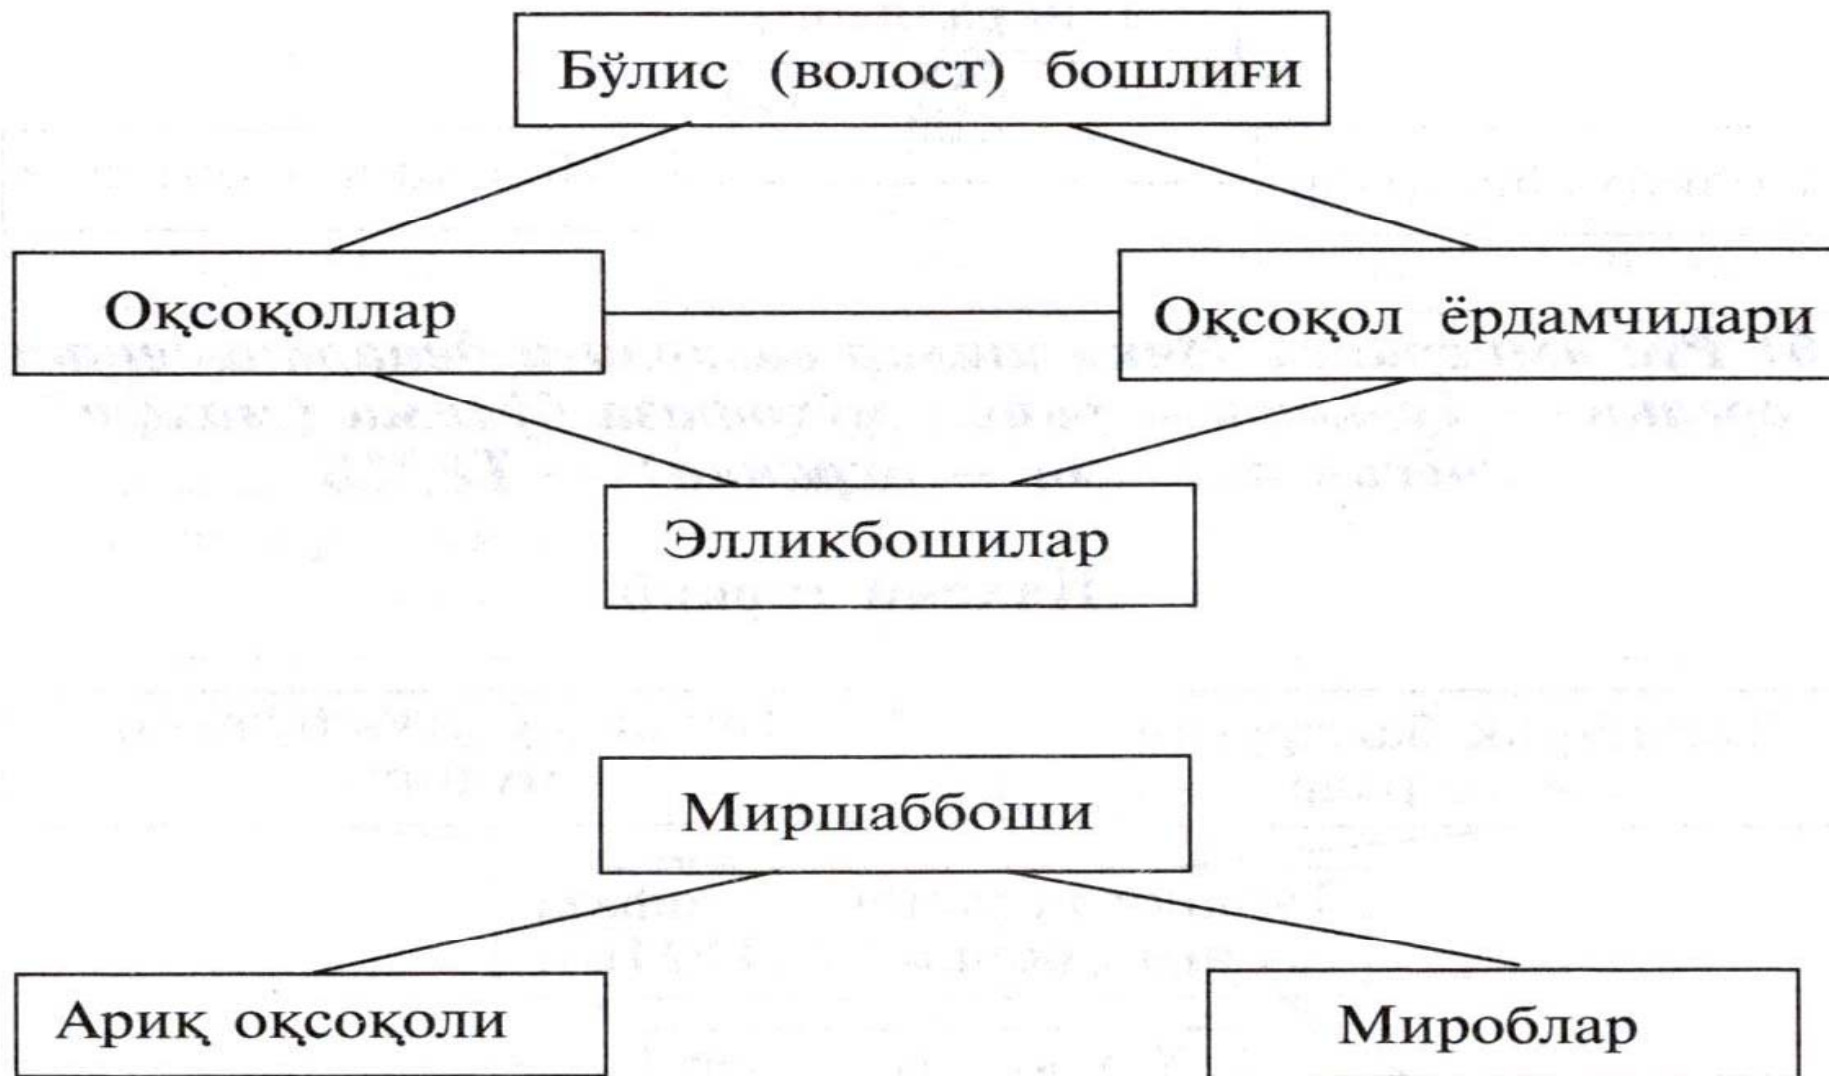 Бўлис (волост) бошлиғи
Оқсоқоллар
Оқсоқол ёрдамчилари
Элликбошилар
Миршаббоши
Ариқ оқсоқоли
Мироблар